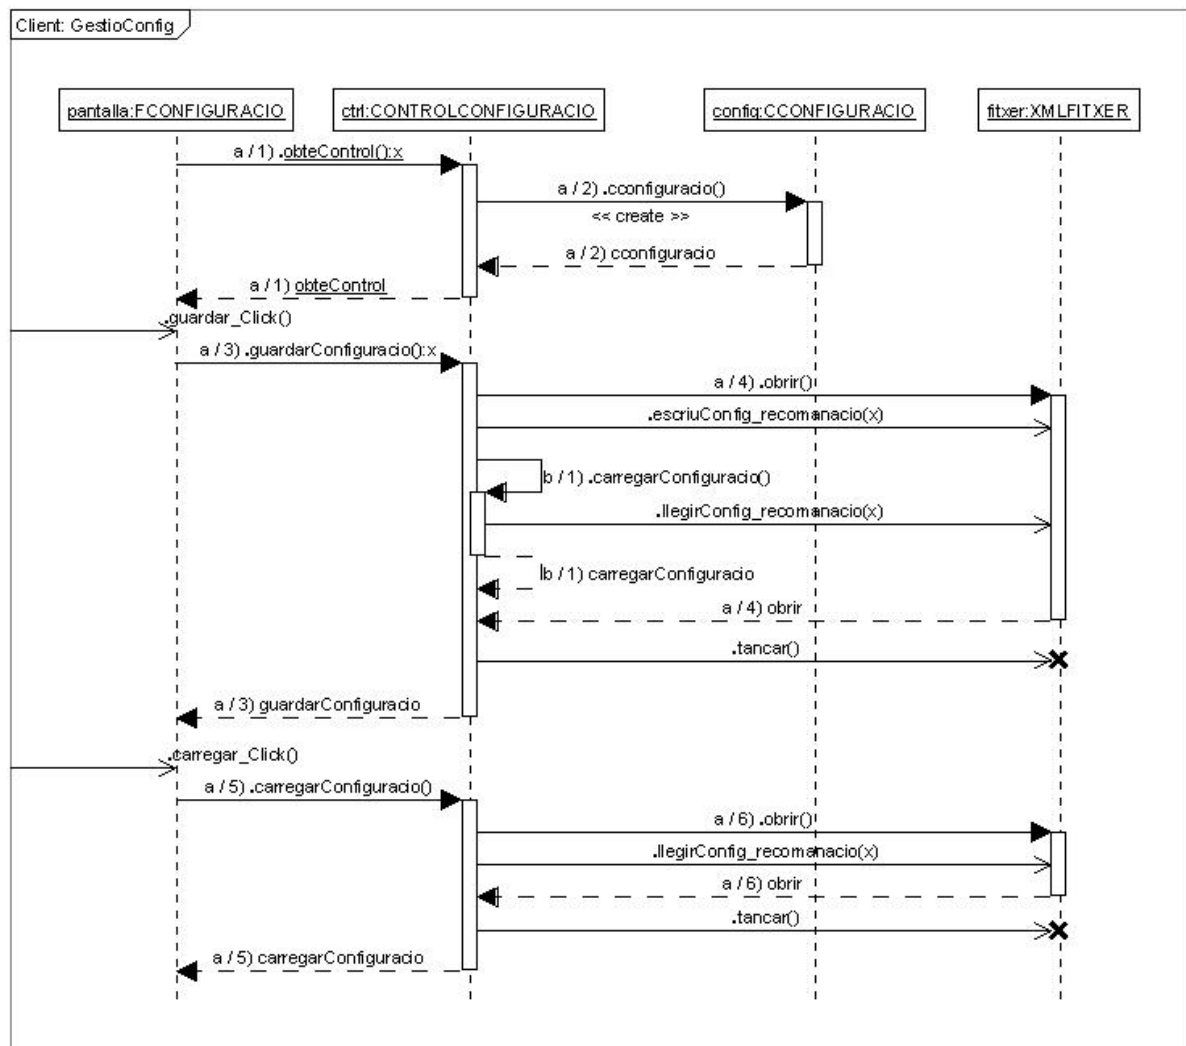 Client: GestioConfig
pantalla:FCONFIGURACIO
ctrl:CONTROLCONFIGURACIO
config:CCONFIGURACIO
fitxer:XMLFITXER
a / 1) .obteControl():x
a / 2) .cconfiguracio()
<< create >>
a / 2) cconfiguracio
a / 1) obteControl
.guardar_Click()
a / 3) .guardarConfiguracio():x
a / 4) .obrir()
.escriuConfig_recomanacio(x)
b / 1) .carregarConfiguracio()
.llegirConfig_recomanacio(x)
b / 1) carregarConfiguracio
a / 4) obrir
.tancar()
a / 3) guardarConfiguracio
.carregar_Click()
a / 5) .carregarConfiguracio()
a / 6) .obrir()
.llegirConfig_recomanacio(x)
a / 6) obrir
.tancar()
a / 5) carregarConfiguracio